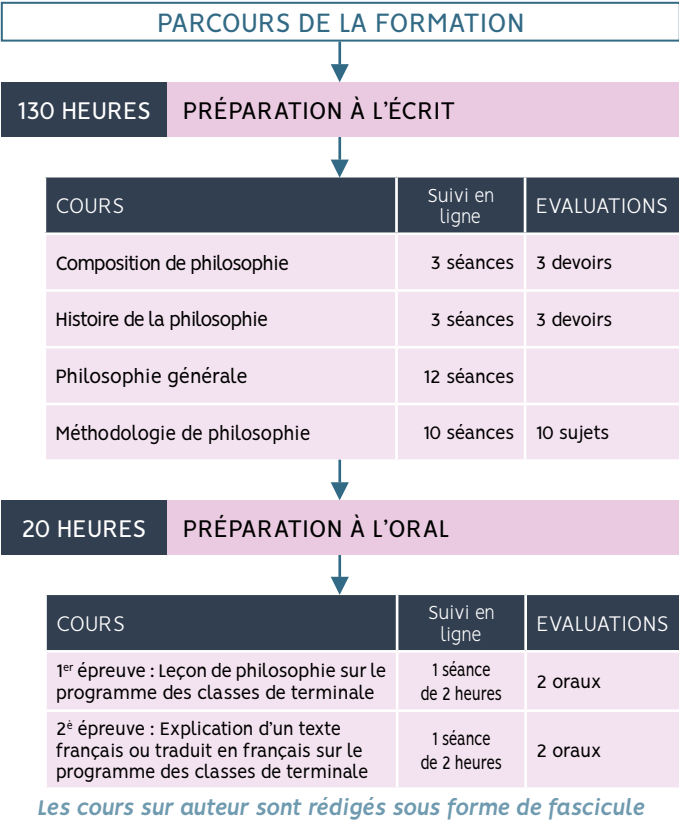 PARCOURS DE LA FORMATION
130 HEURES PRÉPARATION À L'ÉCRIT
COURS Suivi en ligne EVALUATIONS
Composition de philosophie 3 séances 3 devoirs
Histoire de la philosophie 3 séances 3 devoirs
Philosophie générale 12 séances
Méthodologie de philosophie 10 séances 10 sujets
20 HEURES PRÉPARATION À L'ORAL
COURS Suivi en ligne EVALUATIONS
1er épreuve : Leçon de philosophie sur le
programme des classes de terminale
1 séance
de 2 heures
2 oraux
2è épreuve : Explication d'un texte
français ou traduit en français sur le
programme des classes de terminale
1 séance
de 2 heures
2 oraux
Les cours sur auteur sont rédigés sous forme de fascicule